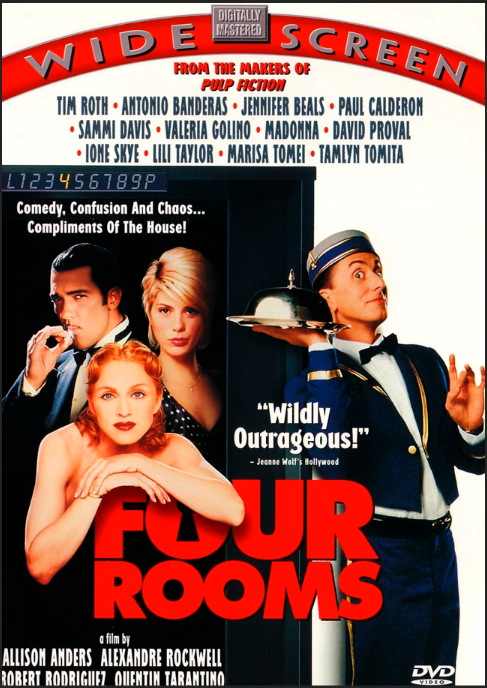 DIGITALLY
MASTERED
WIDE SCREEN
FROM THE MAKERS OF
PULP FICTION
TIM ROTH • ANTONIO BANDERAS • JENNIFER BEALS • PAUL CALDERON
• SAMMI DAVIS • VALERIA GOLINO • MADONNA • DAVID PROVAL
• IONE SKYE • LILI TAYLOR • MARISA TOMEI • TAMLYN TOMITA
L123456789P
Comedy, Confusion And Chaos...
Compliments Of The House!
“Wildly
Outrageous!”
– Jeanne Wolf's Hollywood
FOUR
ROOMS
a film by
ALLISON ANDERS ALEXANDRE ROCKWELL
ROBERT RODRIGUEZ QUENTIN TARANTINO
DVD
VIDEO